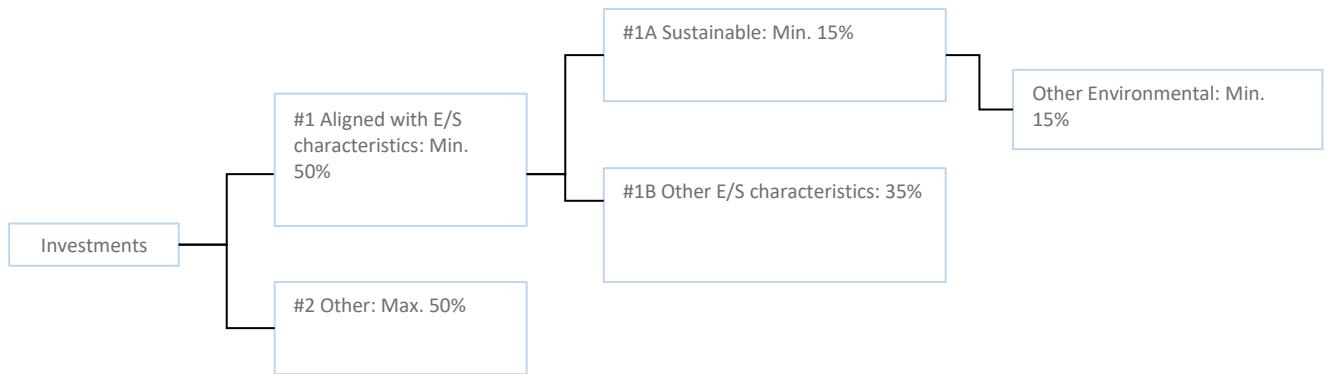 #1A Sustainable: Min. 15%
Other Environmental: Min.
15%
#1 Aligned with E/S
characteristics: Min.
50%
#1B Other E/S characteristics: 35%
Investments
#2 Other: Max. 50%